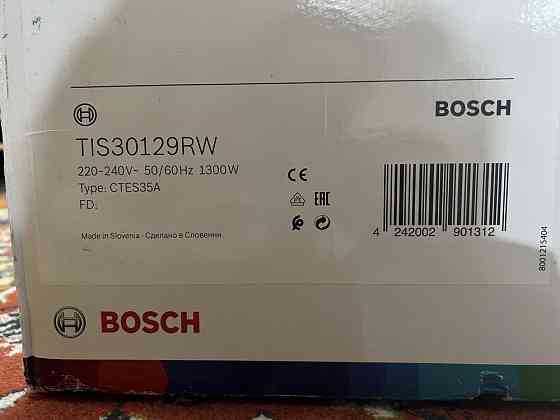 BOSCH
TIS30129RW
220-240V~ 50/60Hz 1300W
Type: CTES35A
FD.
CE
EAC
4 242002 901312
8001215404
Made in Slovenia · Сделано в Словении
BOSCH